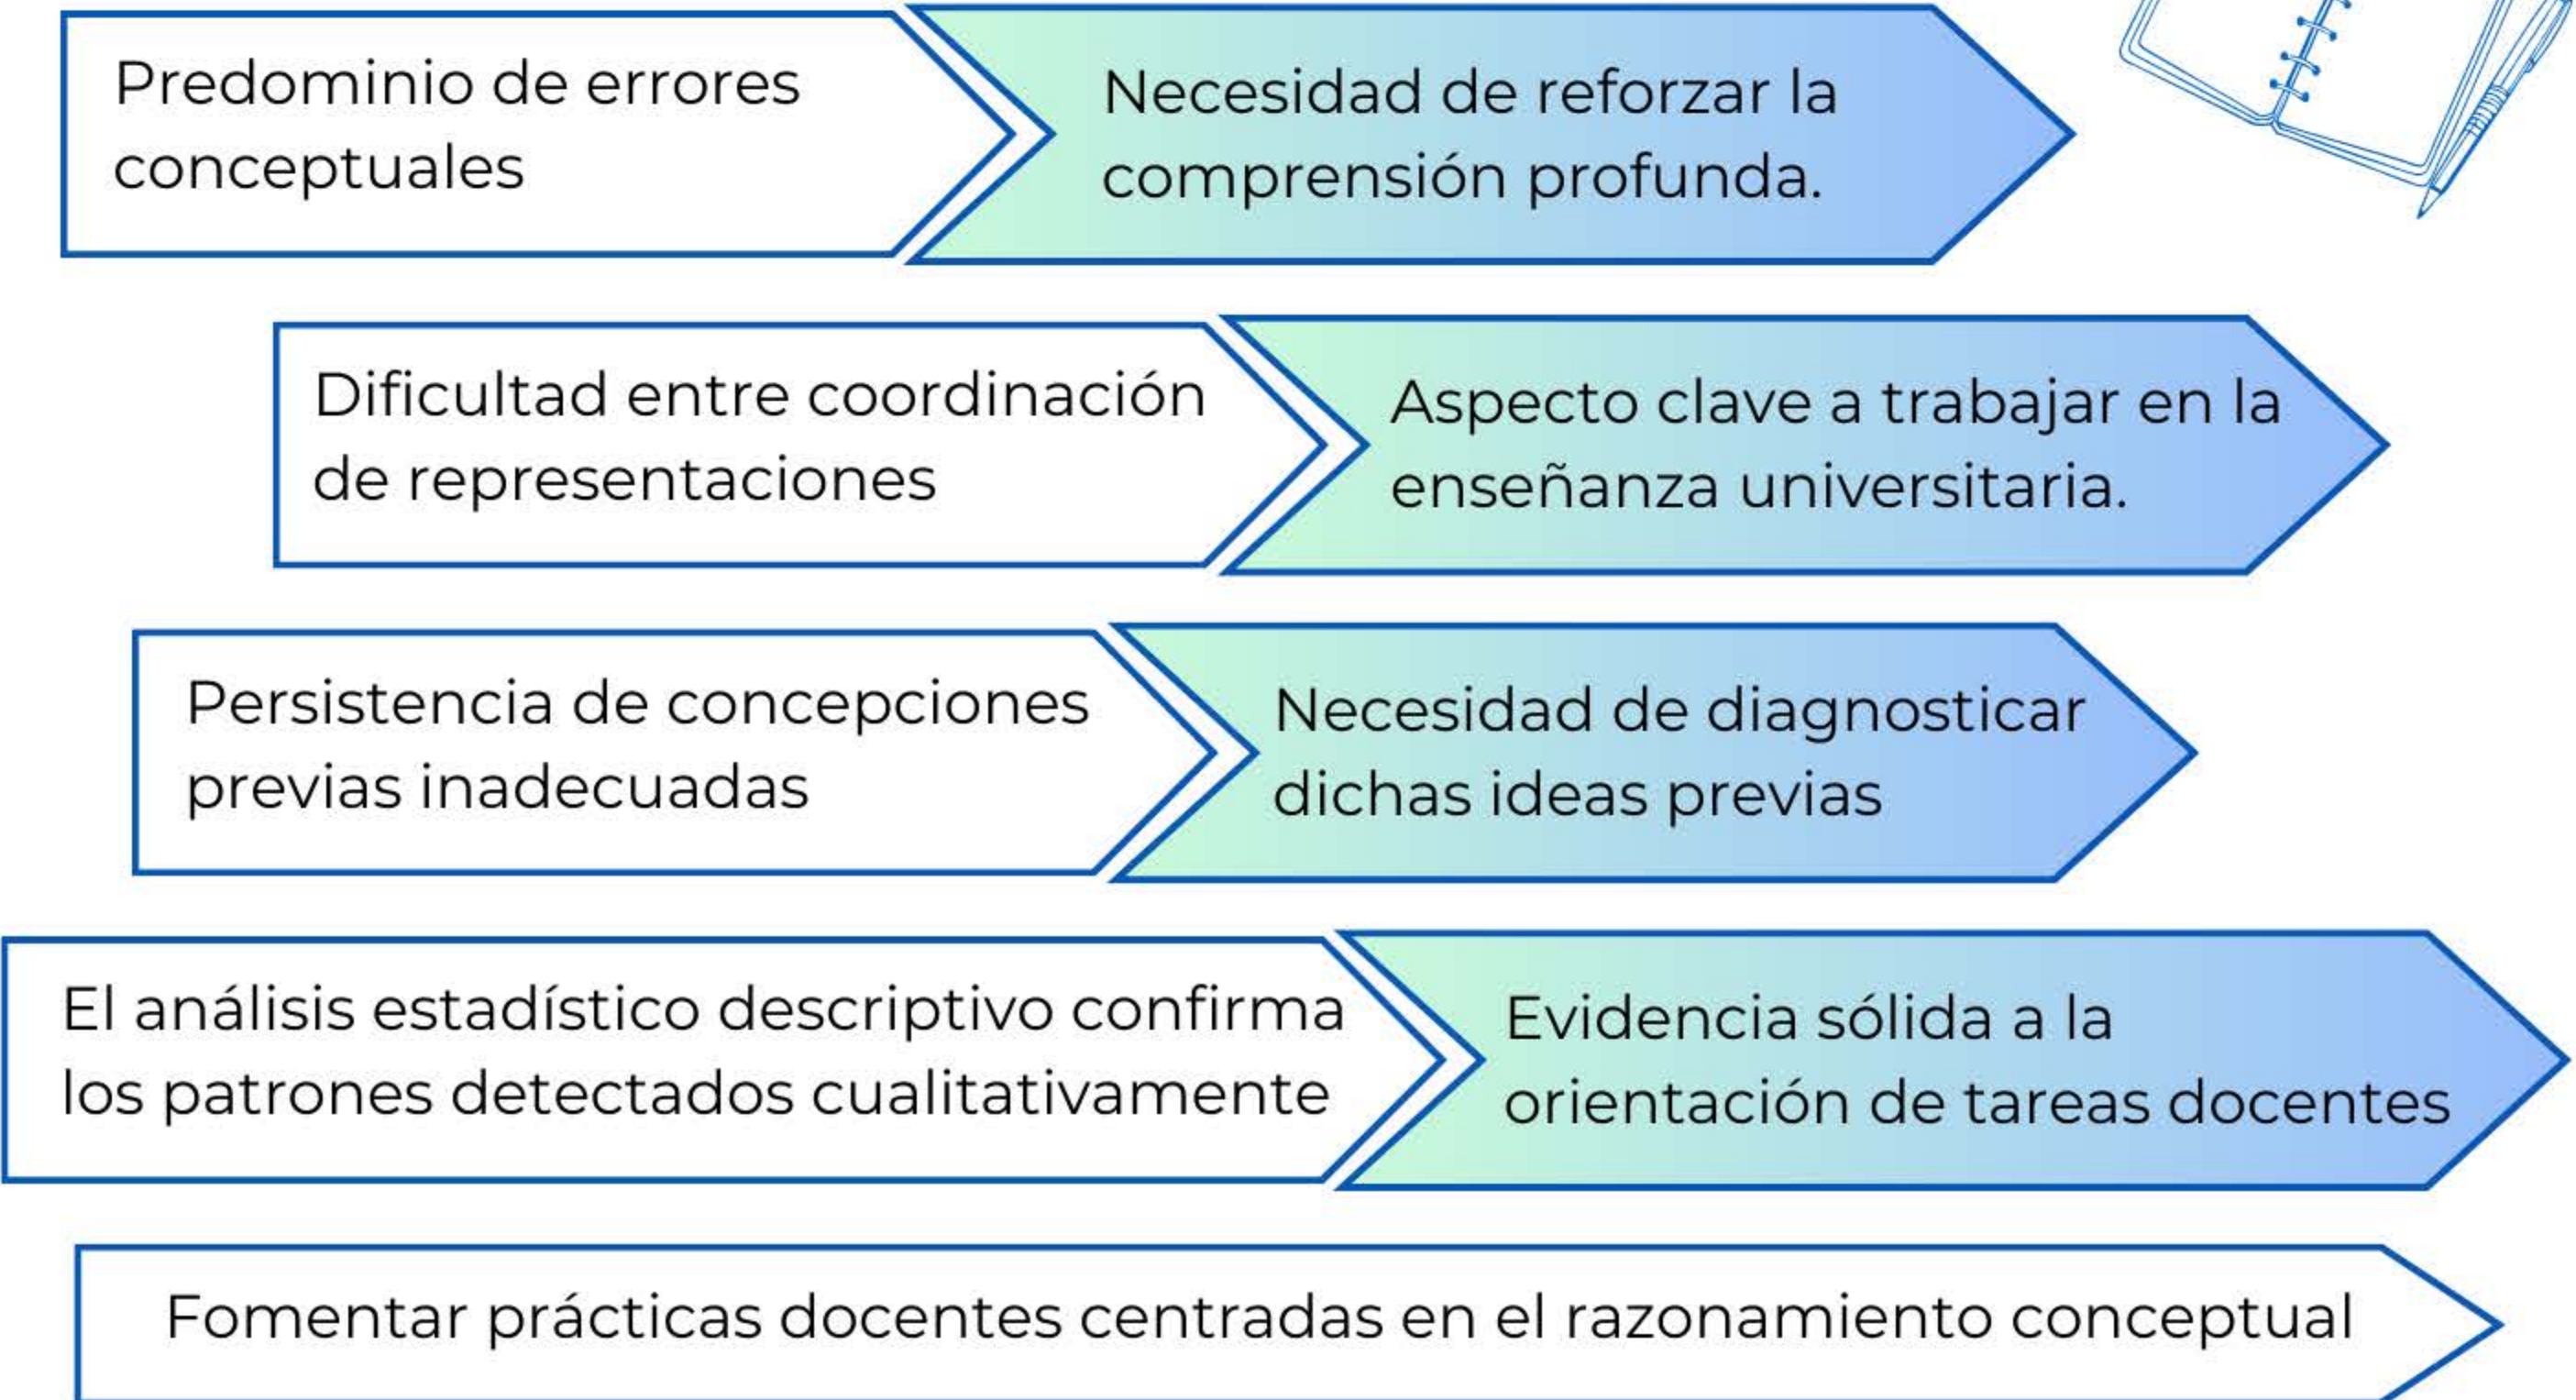 Predominio de errores
conceptuales
Necesidad de reforzar la
comprensión profunda.
Dificultad entre coordinación
de representaciones
Aspecto clave a trabajar en la
enseñanza universitaria.
Persistencia de concepciones
previas inadecuadas
Necesidad de diagnosticar
dichas ideas previas
El análisis estadístico descriptivo confirma
los patrones detectados cualitativamente
Evidencia sólida a la
orientación de tareas docentes
Fomentar prácticas docentes centradas en el razonamiento conceptual